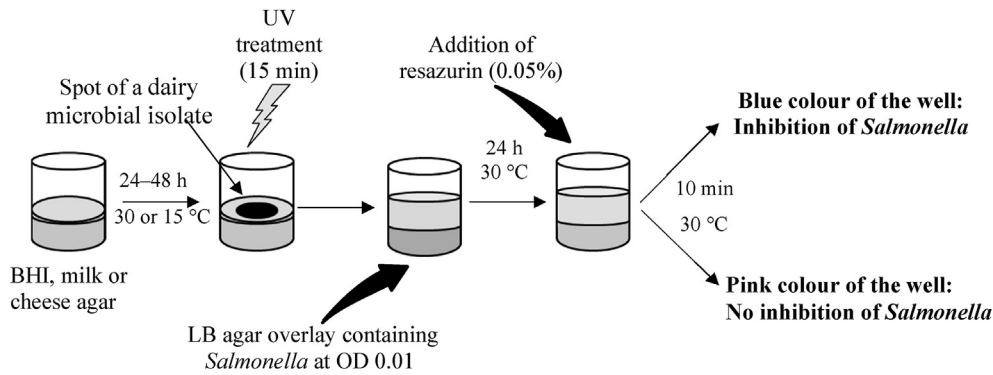 UV
treatment
(15 min)
Spot of a dairy
microbial isolate
Addition of
resazurin (0.05%)
Blue colour of the well:
Inhibition of Salmonella
24–48 h
30 or 15 °C
24 h
30 °C
10 min
30 °C
BHI, milk or
cheese agar
LB agar overlay containing
Salmonella at OD 0.01
Pink colour of the well:
No inhibition of Salmonella